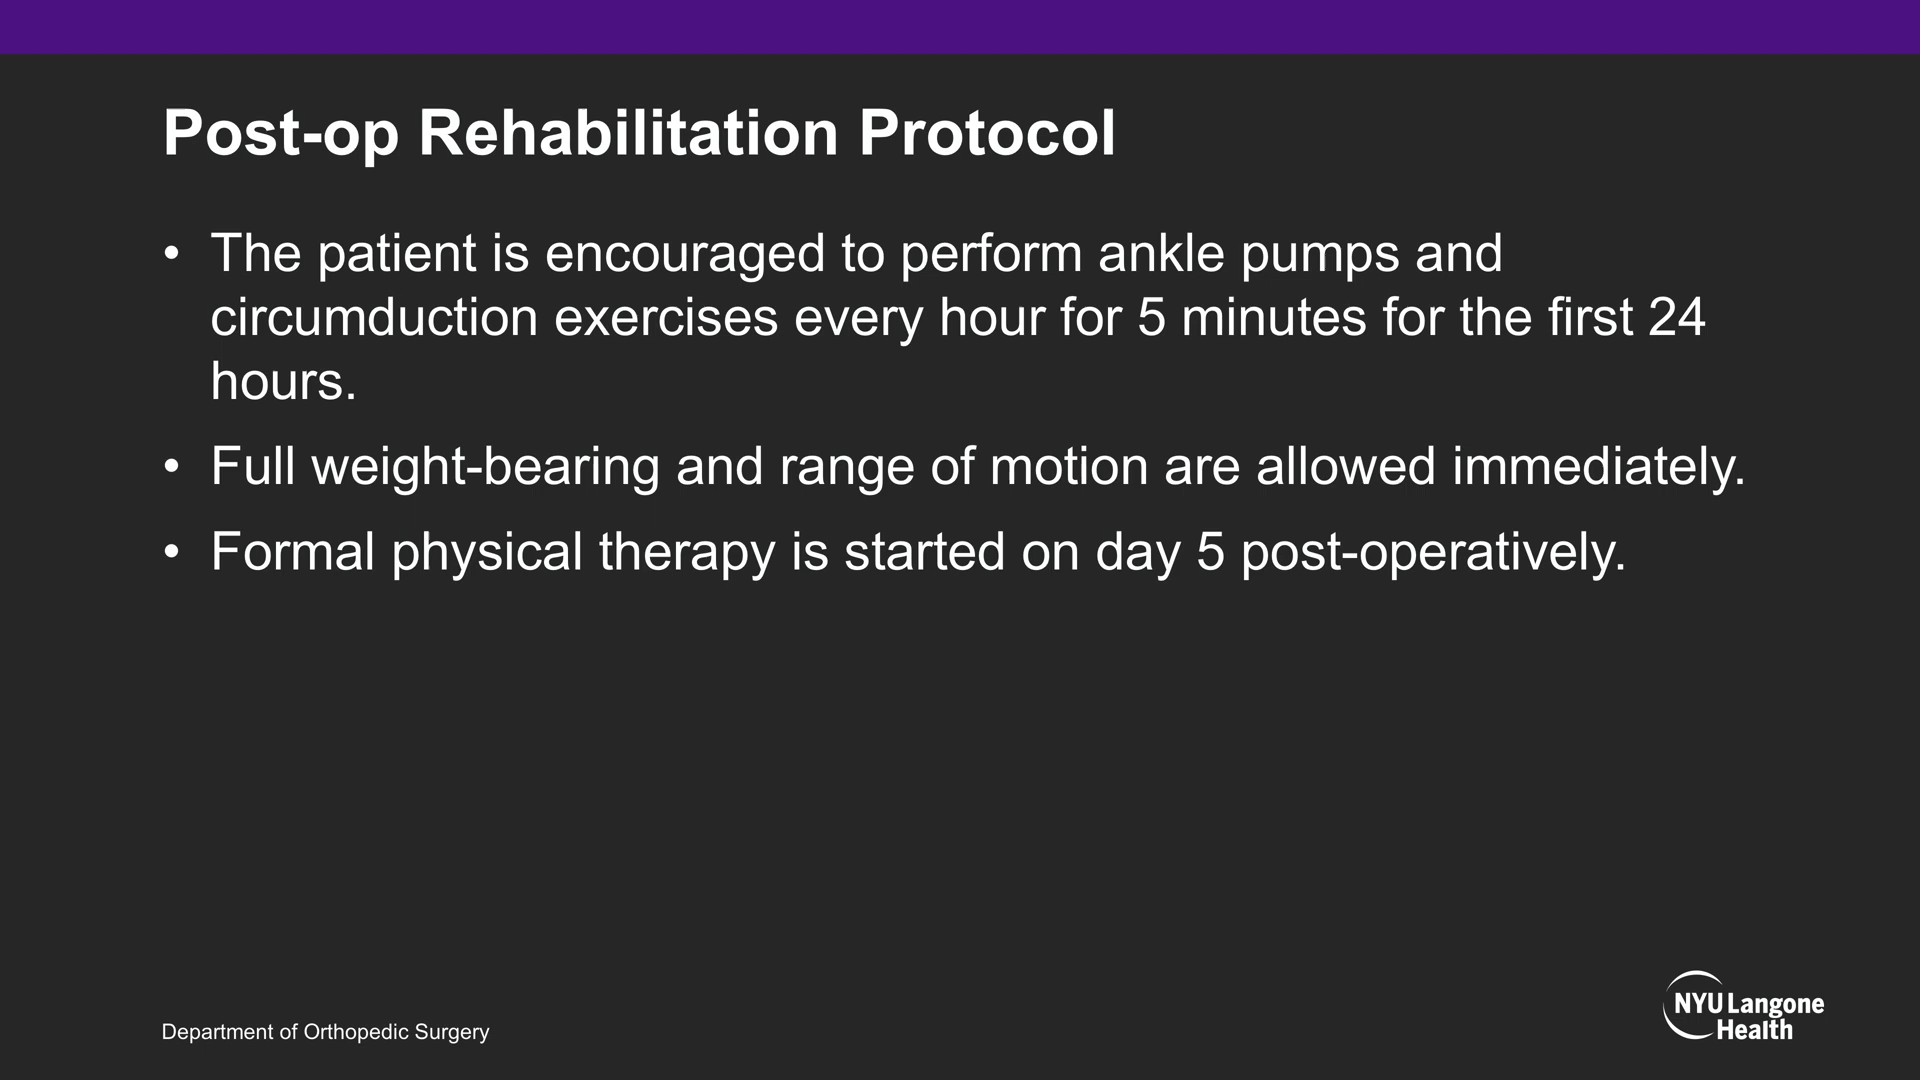 Post-op Rehabilitation Protocol
• The patient is encouraged to perform ankle pumps and
circumduction exercises every hour for 5 minutes for the first 24
hours.
• Full weight-bearing and range of motion are allowed immediately.
• Formal physical therapy is started on day 5 post-operatively.
Department of Orthopedic Surgery
NYU Langone
Health